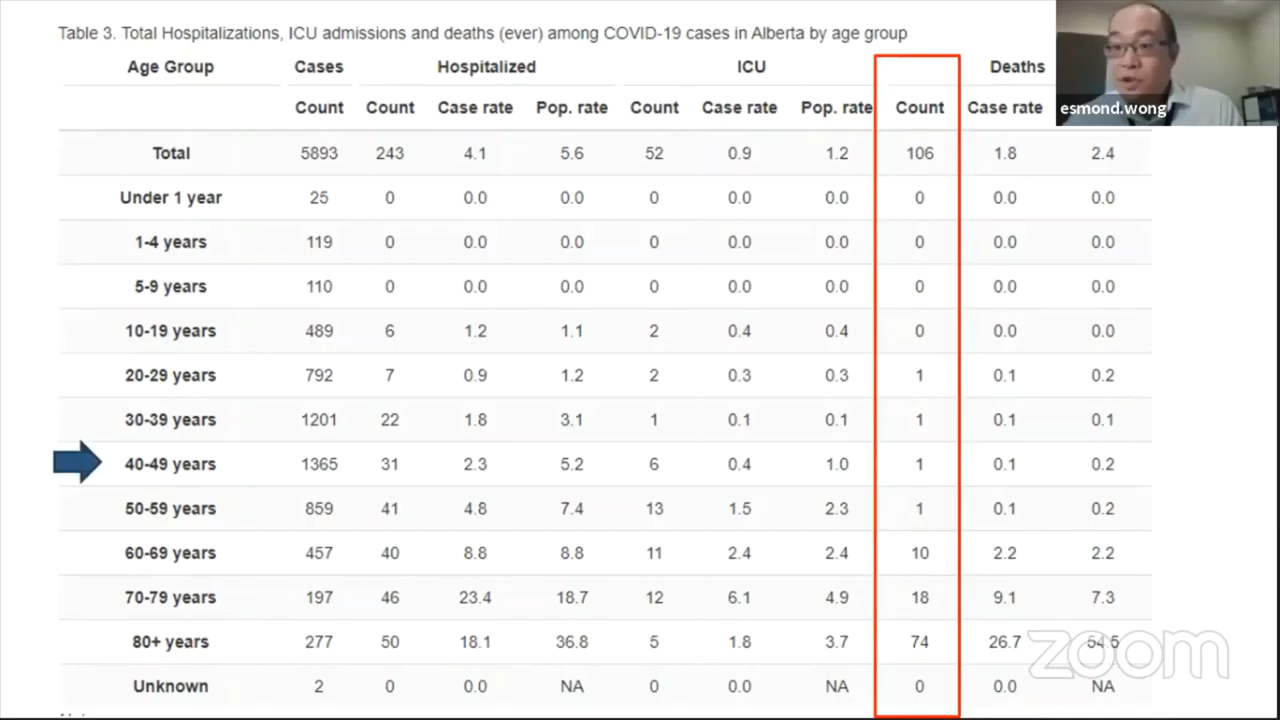 Table 3. Total Hospitalizations, ICU admissions and deaths (ever) among COVID-19 cases in Alberta by age group
esmond.wong
Age Group Cases Hospitalized ICU Deaths
Count Count Case rate Pop. rate Count Case rate Pop. rate Count Case rate
Total 5893 243 4.1 5.6 52 0.9 1.2 106 1.8 2.4
Under 1 year 25 0 0.0 0.0 0 0.0 0.0 0 0.0 0.0
1-4 years 119 0 0.0 0.0 0 0.0 0.0 0 0.0 0.0
5-9 years 110 0 0.0 0.0 0 0.0 0.0 0 0.0 0.0
10-19 years 489 6 1.2 1.1 2 0.4 0.4 0 0.0 0.0
20-29 years 792 7 0.9 1.2 2 0.3 0.3 1 0.1 0.2
30-39 years 1201 22 1.8 3.1 1 0.1 0.1 1 0.1 0.1
40-49 years 1365 31 2.3 5.2 6 0.4 1.0 1 0.1 0.2
50-59 years 859 41 4.8 7.4 13 1.5 2.3 1 0.1 0.2
60-69 years 457 40 8.8 8.8 11 2.4 2.4 10 2.2 2.2
70-79 years 197 46 23.4 18.7 12 6.1 4.9 18 9.1 7.3
80+ years 277 50 18.1 36.8 5 1.8 3.7 74 26.7 54.5
Unknown 2 0 0.0 NA 0 0.0 NA 0 0.0 NA
zoom